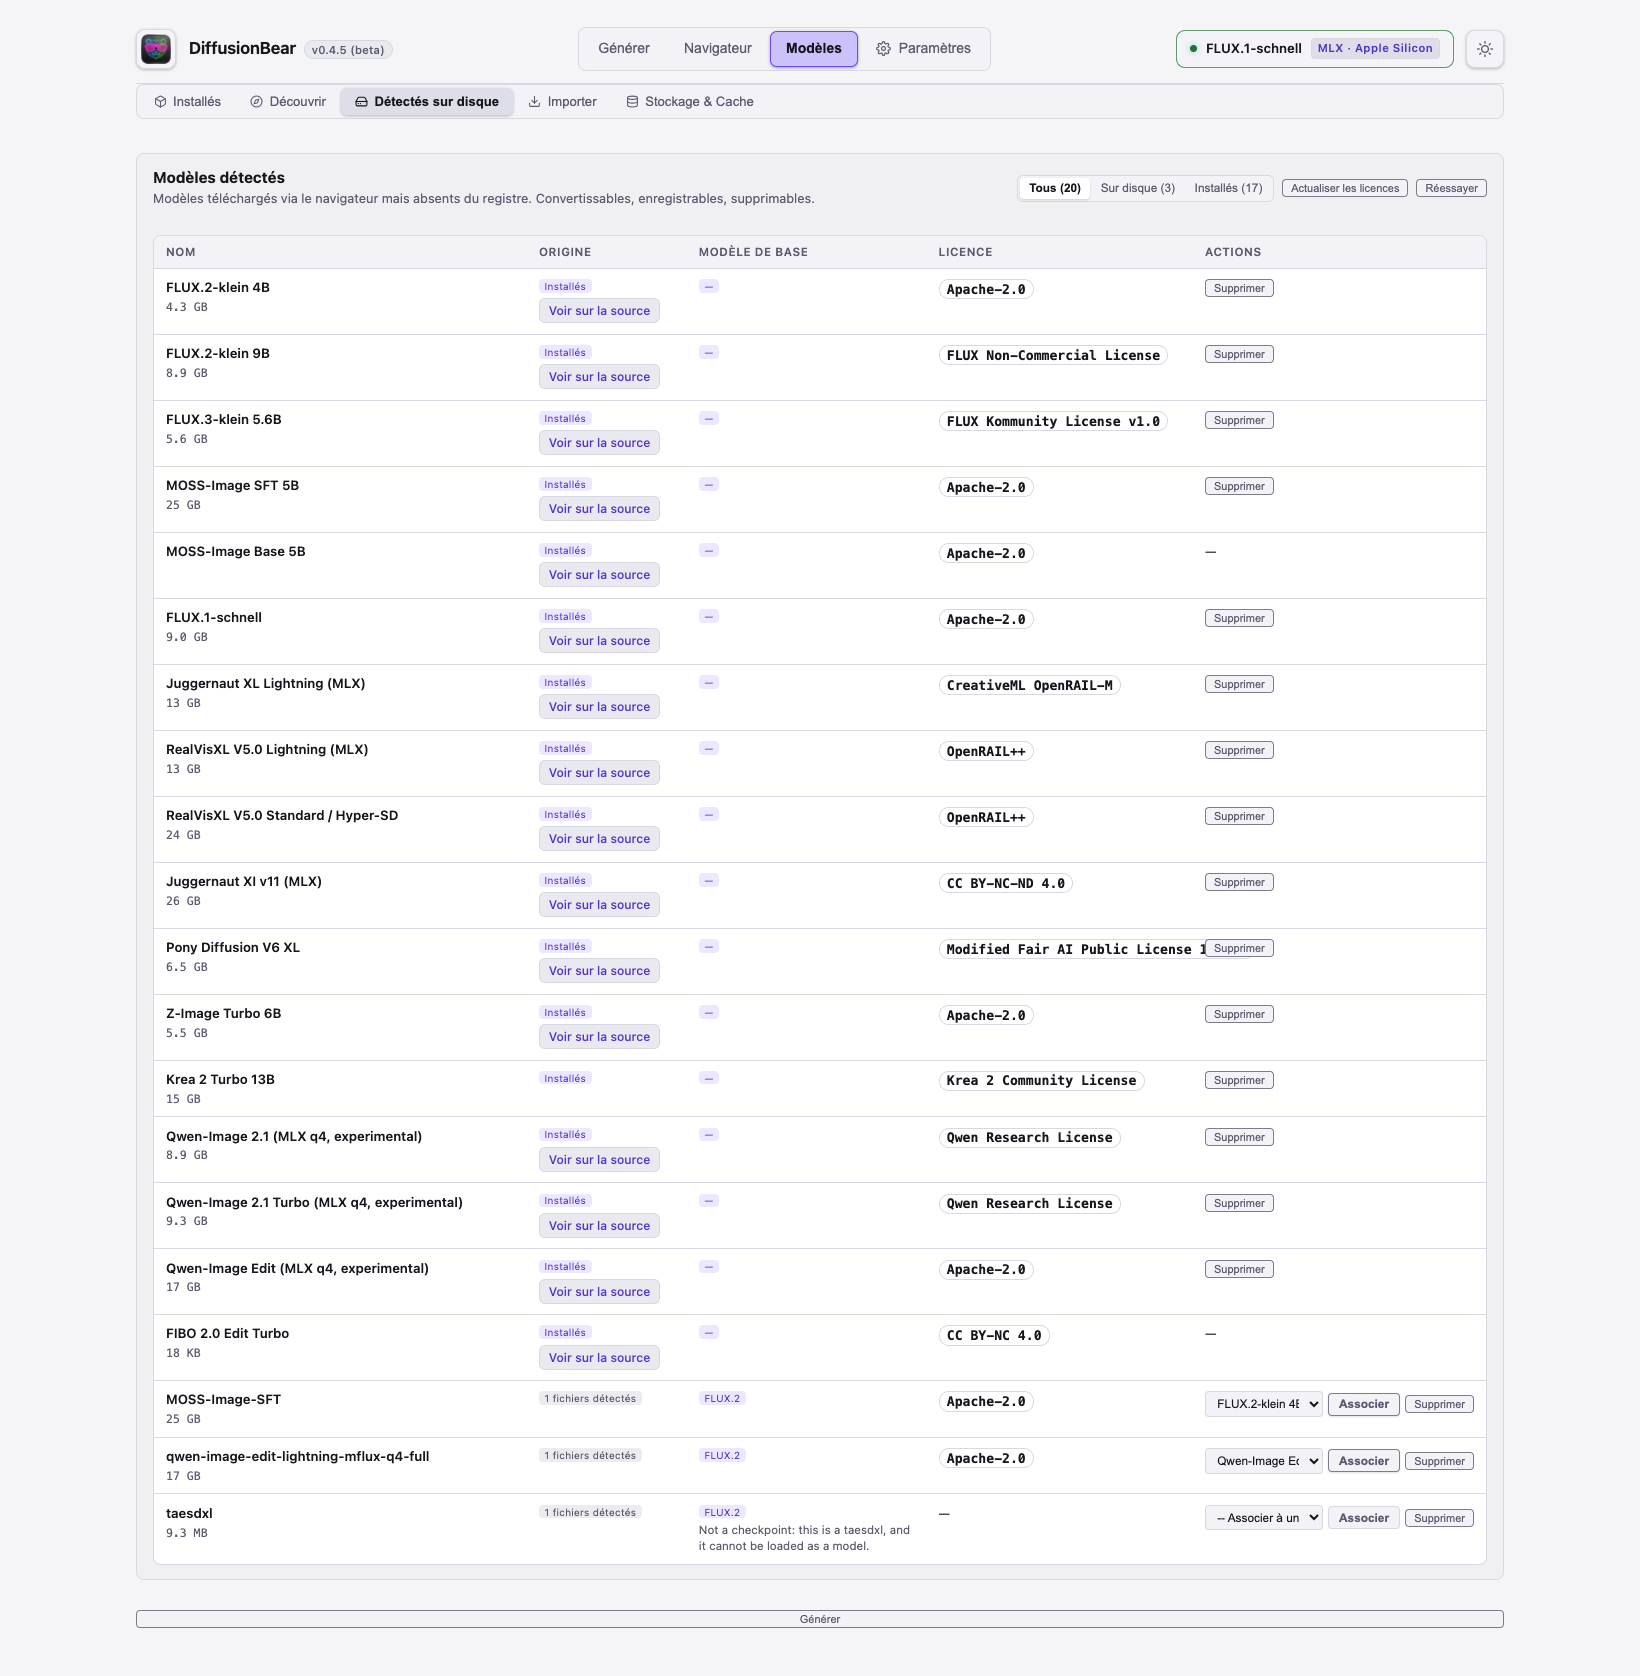 DiffusionBear v0.4.5 (beta)
Générer Navigateur Modèles Paramètres
FLUX.1-schnell MLX · Apple Silicon
Installés Découvrir Détectés sur disque Importer Stockage & Cache
Modèles détectés
Modèles téléchargés via le navigateur mais absents du registre. Convertissables, enregistrables, supprimables.
Tous (20) Sur disque (3) Installés (17) Actualiser les licences Réessayer
NOM ORIGINE MODÈLE DE BASE LICENCE ACTIONS
FLUX.2-klein 4B Installés — Apache-2.0 Supprimer
4.3 GB Voir sur la source
FLUX.2-klein 9B Installés — FLUX Non-Commercial License Supprimer
8.9 GB Voir sur la source
FLUX.3-klein 5.6B Installés — FLUX Kommunity License v1.0 Supprimer
5.6 GB Voir sur la source
MOSS-Image SFT 5B Installés — Apache-2.0 Supprimer
25 GB Voir sur la source
MOSS-Image Base 5B Installés — Apache-2.0 —
Voir sur la source
FLUX.1-schnell Installés — Apache-2.0 Supprimer
9.0 GB Voir sur la source
Juggernaut XL Lightning (MLX) Installés — CreativeML OpenRAIL-M Supprimer
13 GB Voir sur la source
RealVisXL V5.0 Lightning (MLX) Installés — OpenRAIL++ Supprimer
13 GB Voir sur la source
RealVisXL V5.0 Standard / Hyper-SD Installés — OpenRAIL++ Supprimer
24 GB Voir sur la source
Juggernaut XI v11 (MLX) Installés — CC BY-NC-ND 4.0 Supprimer
26 GB Voir sur la source
Pony Diffusion V6 XL Installés — Modified Fair AI Public License 1 Supprimer
6.5 GB Voir sur la source
Z-Image Turbo 6B Installés — Apache-2.0 Supprimer
5.5 GB Voir sur la source
Krea 2 Turbo 13B Installés — Krea 2 Community License Supprimer
15 GB
Qwen-Image 2.1 (MLX q4, experimental) Installés — Qwen Research License Supprimer
8.9 GB Voir sur la source
Qwen-Image 2.1 Turbo (MLX q4, experimental) Installés — Qwen Research License Supprimer
9.3 GB Voir sur la source
Qwen-Image Edit (MLX q4, experimental) Installés — Apache-2.0 Supprimer
17 GB Voir sur la source
FIBO 2.0 Edit Turbo Installés — CC BY-NC 4.0 —
18 KB Voir sur la source
MOSS-Image-SFT 1 fichiers détectés FLUX.2 Apache-2.0 FLUX.2-klein 4B Associer Supprimer
25 GB
qwen-image-edit-lightning-mflux-q4-full 1 fichiers détectés FLUX.2 Apache-2.0 Qwen-Image Ec Associer Supprimer
17 GB
taesdxl 1 fichiers détectés FLUX.2 — -- Associer à un Associer Supprimer
9.3 MB Not a checkpoint: this is a taesdxl, and
it cannot be loaded as a model.
Générer